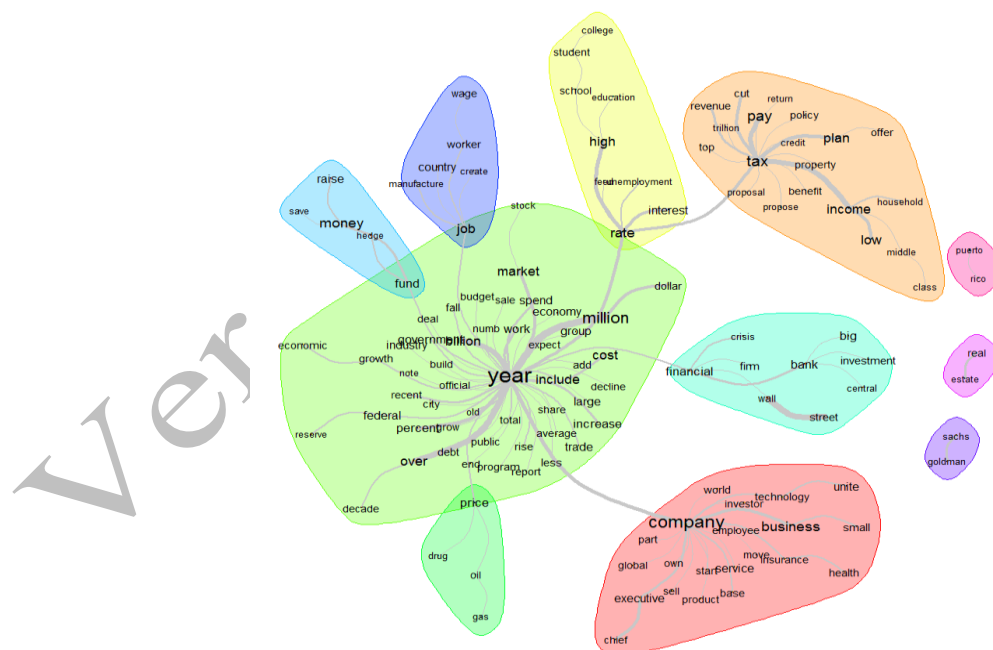 college
student
school
education
high
feed unemployment
interest
rate
wage
worker
country
create
manufacture
job
raise
save
money
hedge
fund
cut
revenue
return
pay
policy
trillion
plan
offer
top
credit
tax
property
proposal
benefit
propose
household
income
low
middle
class
puerto
rico
real
estate
sachs
goldman
stock
market
dollar
budget
sale
spend
fall
economy
million
deal
numb
work
group
government
billion
industry
expect
economic
growth
cost
build
add
note
year
include
official
decline
recent
city
large
old
share
federal
total
increase
percent
grow
average
reserve
public
rise
trade
debt
over
end
program
less
report
decade
price
drug
oil
gas
crisis
big
firm
financial
bank
investment
central
wall
street
world
unite
technology
investor
company
employee
business
small
part
move
insurance
global
own
start
service
health
sell
base
executive
product
chief
Ver